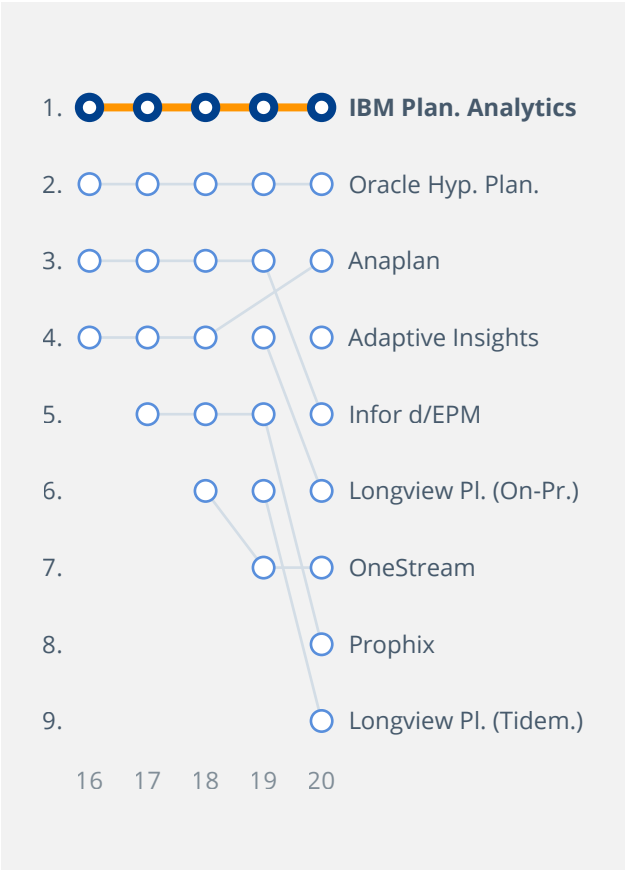 1. IBM Plan. Analytics
2. Oracle Hyp. Plan.
3. Anaplan
4. Adaptive Insights
5. Infor d/EPM
6. Longview Pl. (On-Pr.)
7. OneStream
8. Prophix
9. Longview Pl. (Tidem.)
16 17 18 19 20